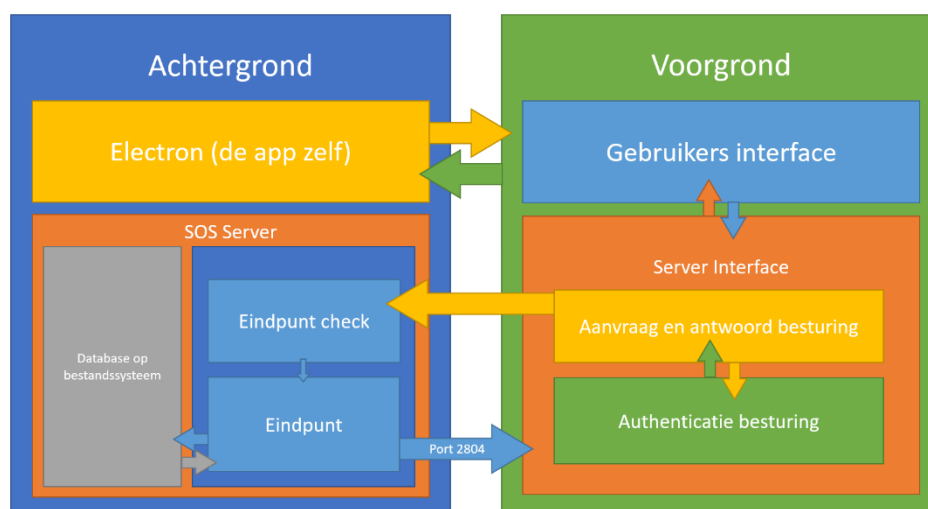 Achtergrond
Electron (de app zelf)
SOS Server
Database op
bestandssysteem
Eindpunt check
Eindpunt
Port 2804
Voorgrond
Gebruikers interface
Server Interface
Aanvraag en antwoord besturing
Authenticatie besturing